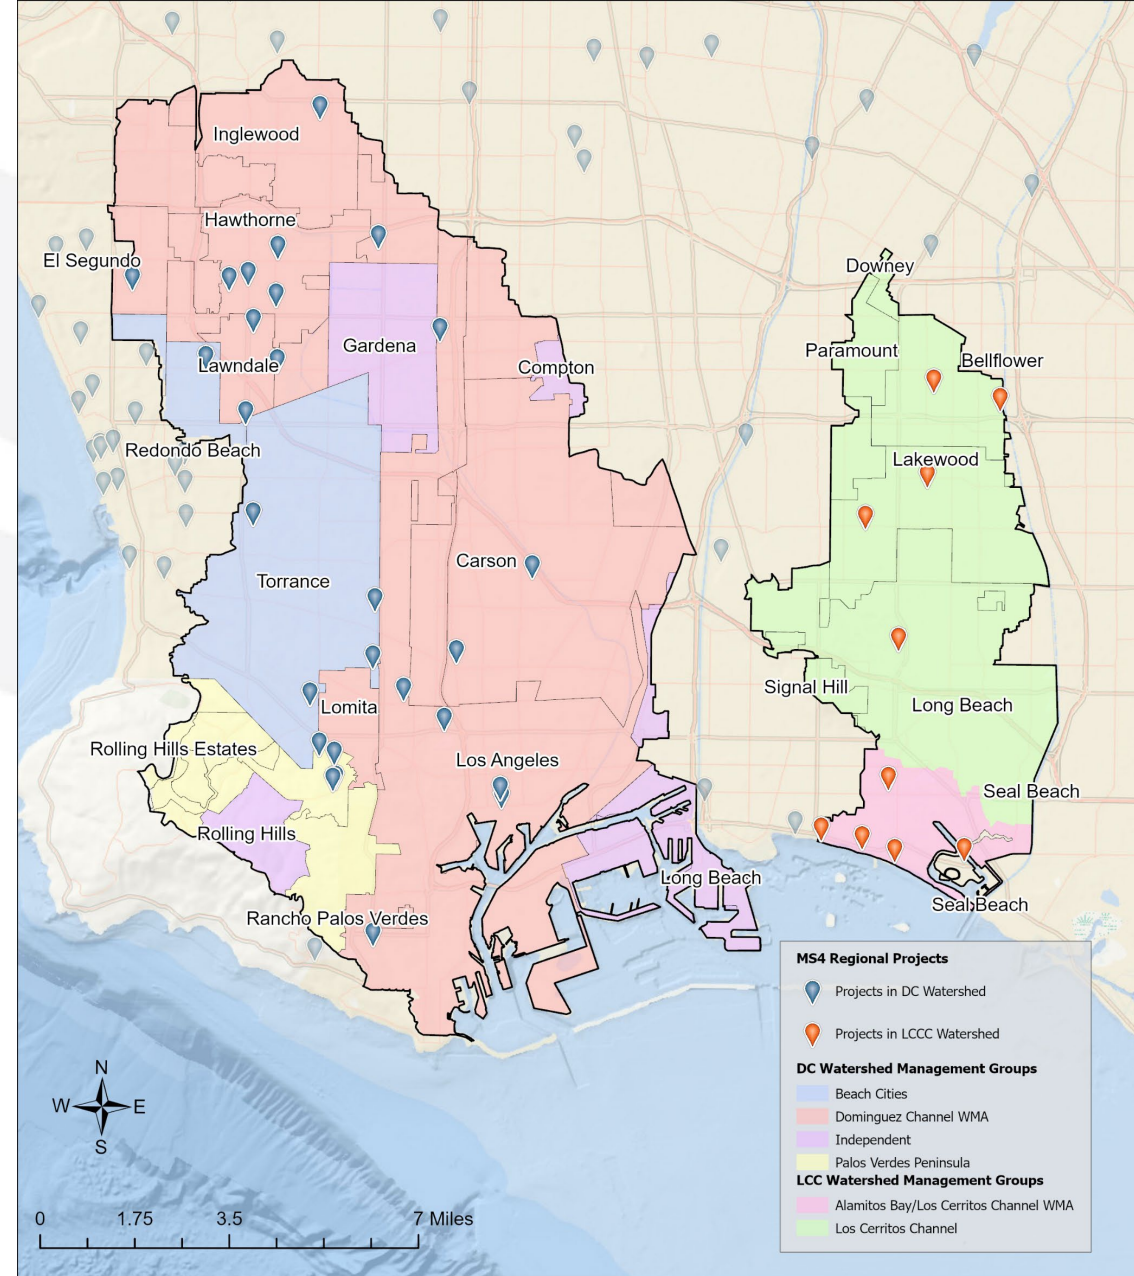 Inglewood
Hawthorne
El Segundo
Downey
Gardena
Paramount
Bellflower
Lawndale
Compton
Redondo Beach
Lakewood
Carson
Torrance
Signal Hill
Lomita
Long Beach
Rolling Hills Estates
Los Angeles
Seal Beach
Rolling Hills
Long Beach
Seal Beach
Rancho Palos Verdes
MS4 Regional Projects
Projects in DC Watershed
Projects in LCCC Watershed
DC Watershed Management Groups
Beach Cities
Dominguez Channel WMA
Independent
Palos Verdes Peninsula
LCC Watershed Management Groups
Alamitos Bay/Los Cerritos Channel WMA
Los Cerritos Channel
N
W E
S
0 1.75 3.5 7 Miles